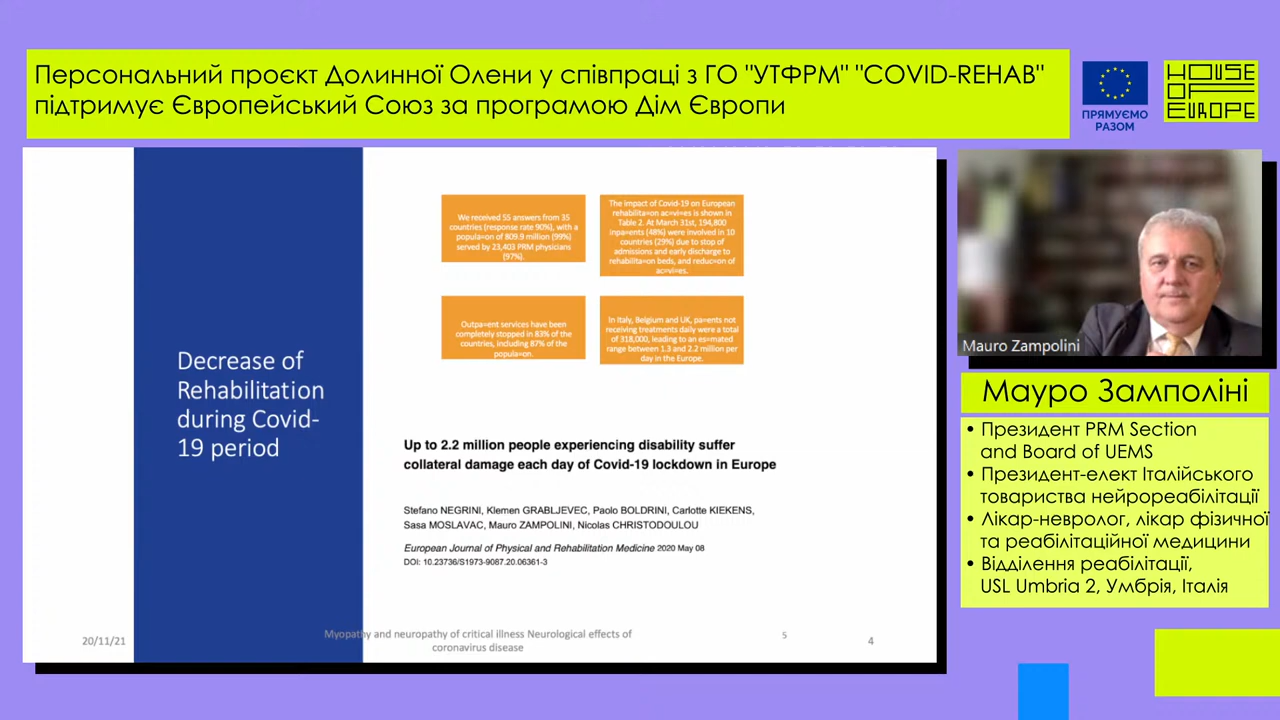 Персональний проєкт Долинної Олени у співпраці з ГО "УТФРМ" "COVID-REHAB"
підтримує Європейський Союз за програмою Дім Європи
ПРЯМУЄМО
РАЗОМ
HOUSE
OF
EUROPE
Decrease of
Rehabilitation
during Covid-
19 period
We received 55 answers from 35
countries (response rate 90%), with a
popula=on of 809.9 million (99%)
served by 23,403 PRM physicians
(97%).
The impact of Covid-19 on European
rehabilita=on ac=vi=es is shown in
Table 2. At March 31st, 194,800
inpa=ents (48%) were involved in 10
countries (29%) due to stop of
admissions and early discharge to
rehabilita=on beds, and reduc=on of
ac=vi=es.
Outpa=ent services have been
completely stopped in 83% of the
countries, including 87% of the
popula=on.
In Italy, Belgium and UK, pa=ents not
receiving treatments daily were a total
of 318,000, leading to an es=mated
range between 1.3 and 2.2 million per
day in the Europe.
Up to 2.2 million people experiencing disability suffer
collateral damage each day of Covid-19 lockdown in Europe
Stefano NEGRINI, Klemen GRABLJEVEC, Paolo BOLDRINI, Carlotte KIEKENS,
Sasa MOSLAVAC, Mauro ZAMPOLINI, Nicolas CHRISTODOULOU
European Journal of Physical and Rehabilitation Medicine 2020 May 08
DOI: 10.23736/S1973-9087.20.06361-3
20/11/21
Myopathy and neuropathy of critical illness Neurological effects of
coronavirus disease
5
4
Mauro Zampolini
Мауро Замполіні
• Президент PRM Section
and Board of UEMS
• Президент-елект Італійського
товариства нейрореабілітації
• Лікар-невролог, лікар фізичної
та реабілітаційної медицини
• Відділення реабілітації,
USL Umbria 2, Умбрія, Італія